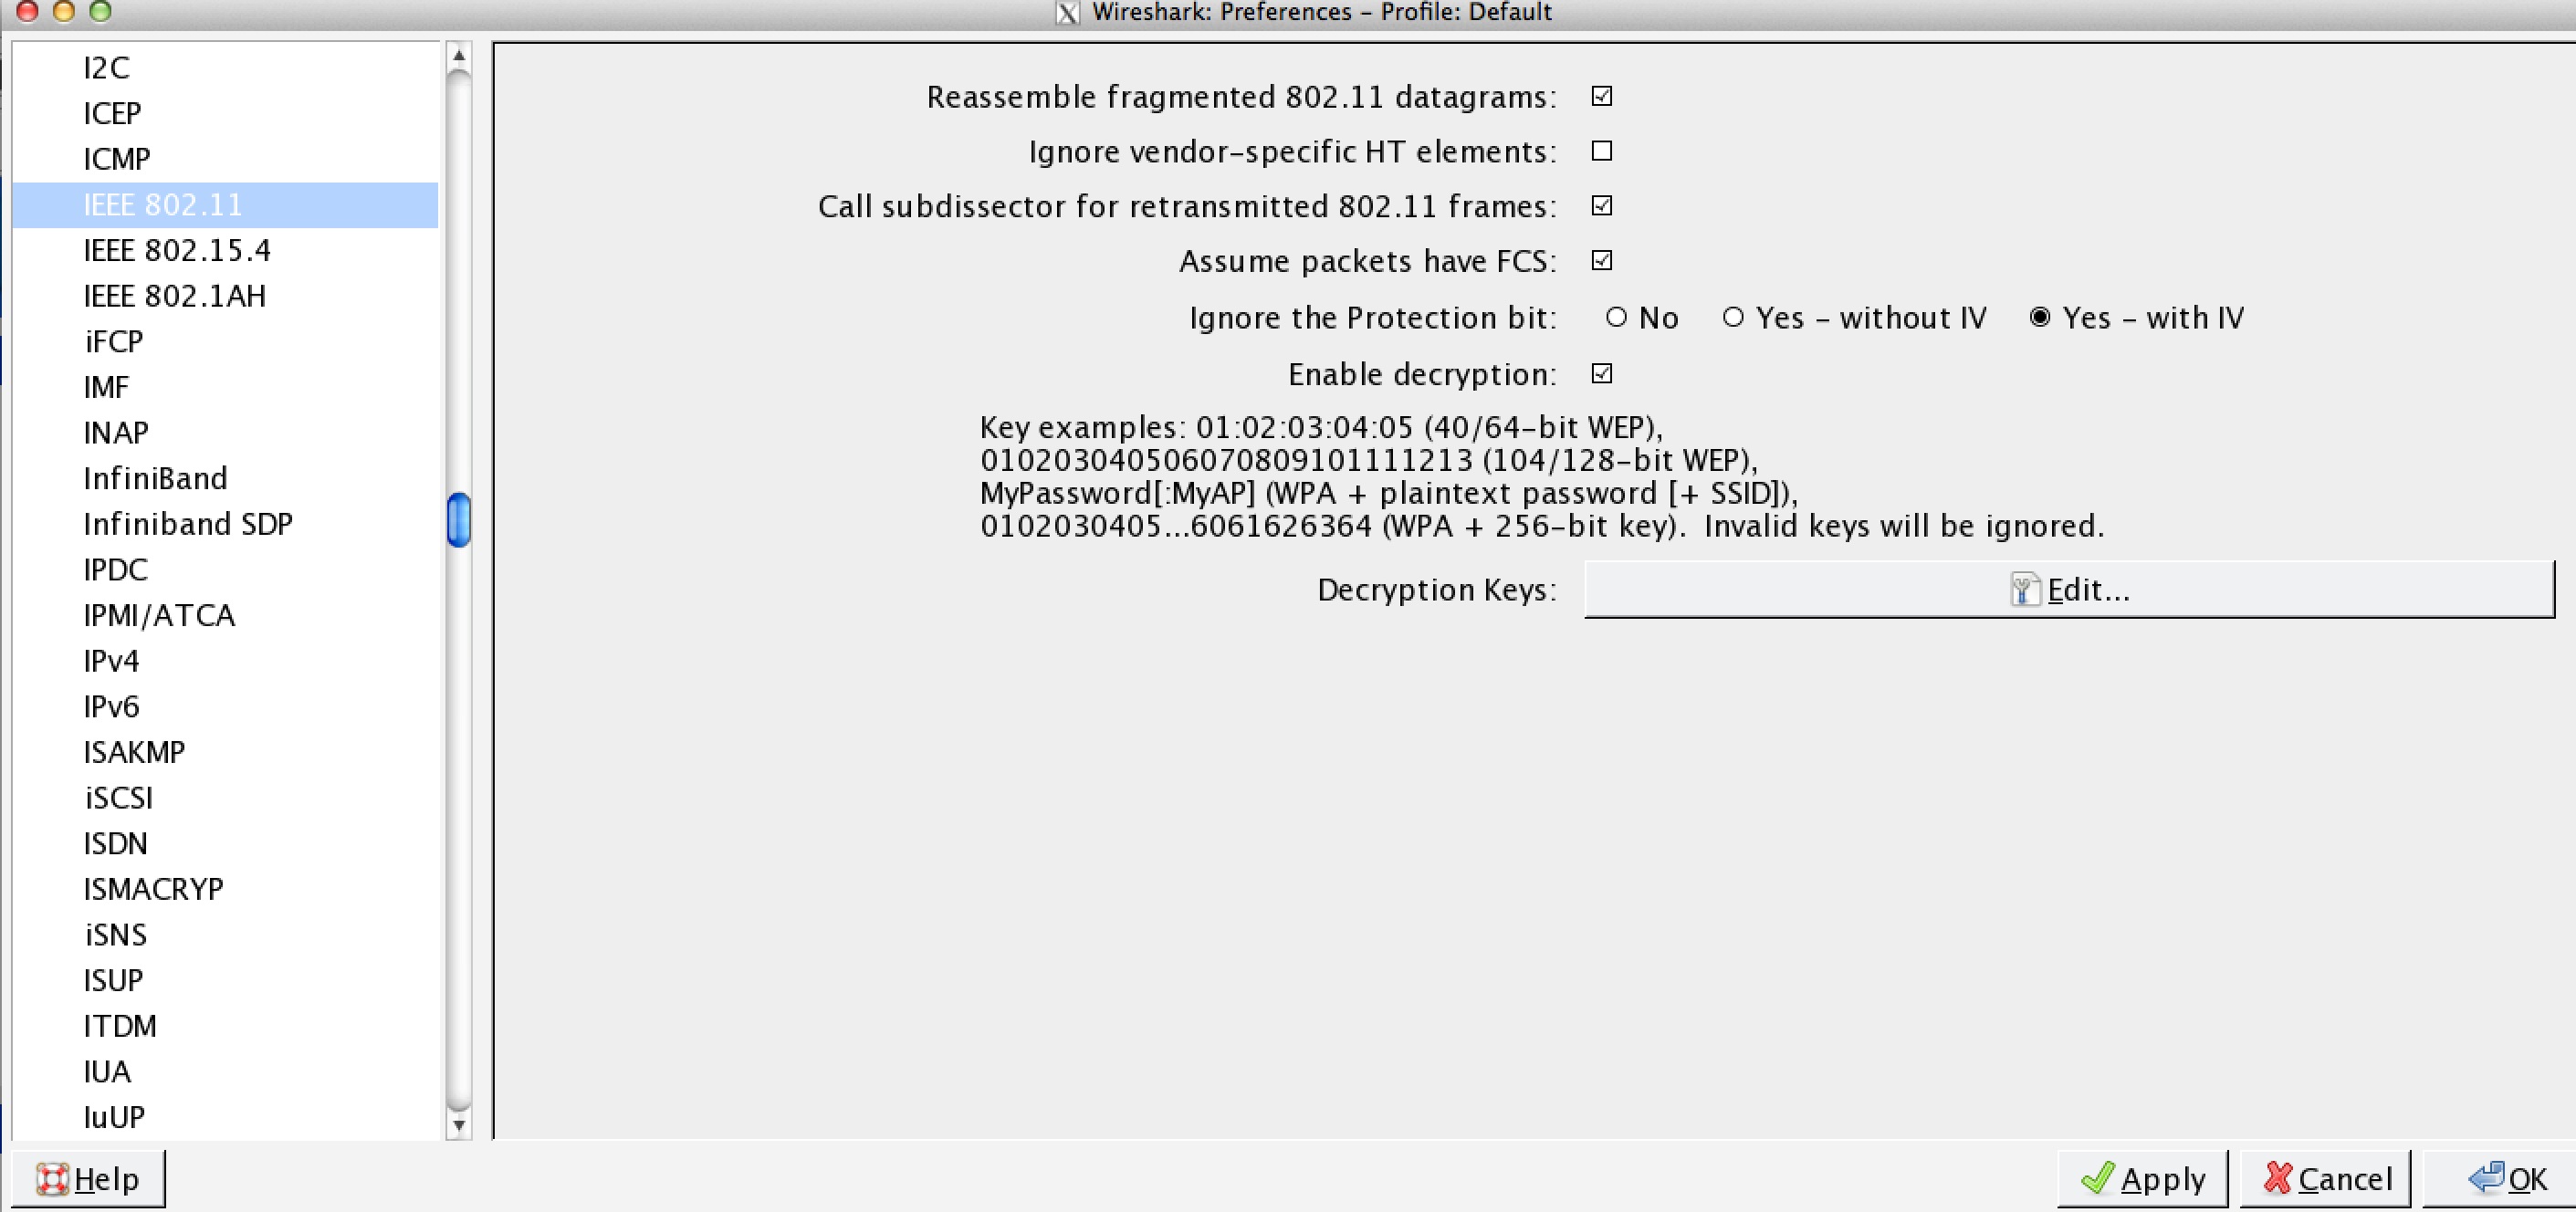 Wireshark: Preferences – Profile: Default
I2C
ICEP
ICMP
IEEE 802.11
IEEE 802.15.4
IEEE 802.1AH
iFCP
IMF
INAP
InfiniBand
Infiniband SDP
IPDC
IPMI/ATCA
IPv4
IPv6
ISAKMP
iSCSI
ISDN
ISMACRYP
iSNS
ISUP
ITDM
IUA
IuUP
Reassemble fragmented 802.11 datagrams:
Ignore vendor–specific HT elements:
Call subdissector for retransmitted 802.11 frames:
Assume packets have FCS:
Ignore the Protection bit: No Yes – without IV Yes – with IV
Enable decryption:
Key examples: 01:02:03:04:05 (40/64–bit WEP),
010203040506070809101111213 (104/128–bit WEP),
MyPassword[:MyAP] (WPA + plaintext password [+ SSID]),
0102030405...6061626364 (WPA + 256–bit key). Invalid keys will be ignored.
Decryption Keys: Edit...
Help Apply Cancel OK